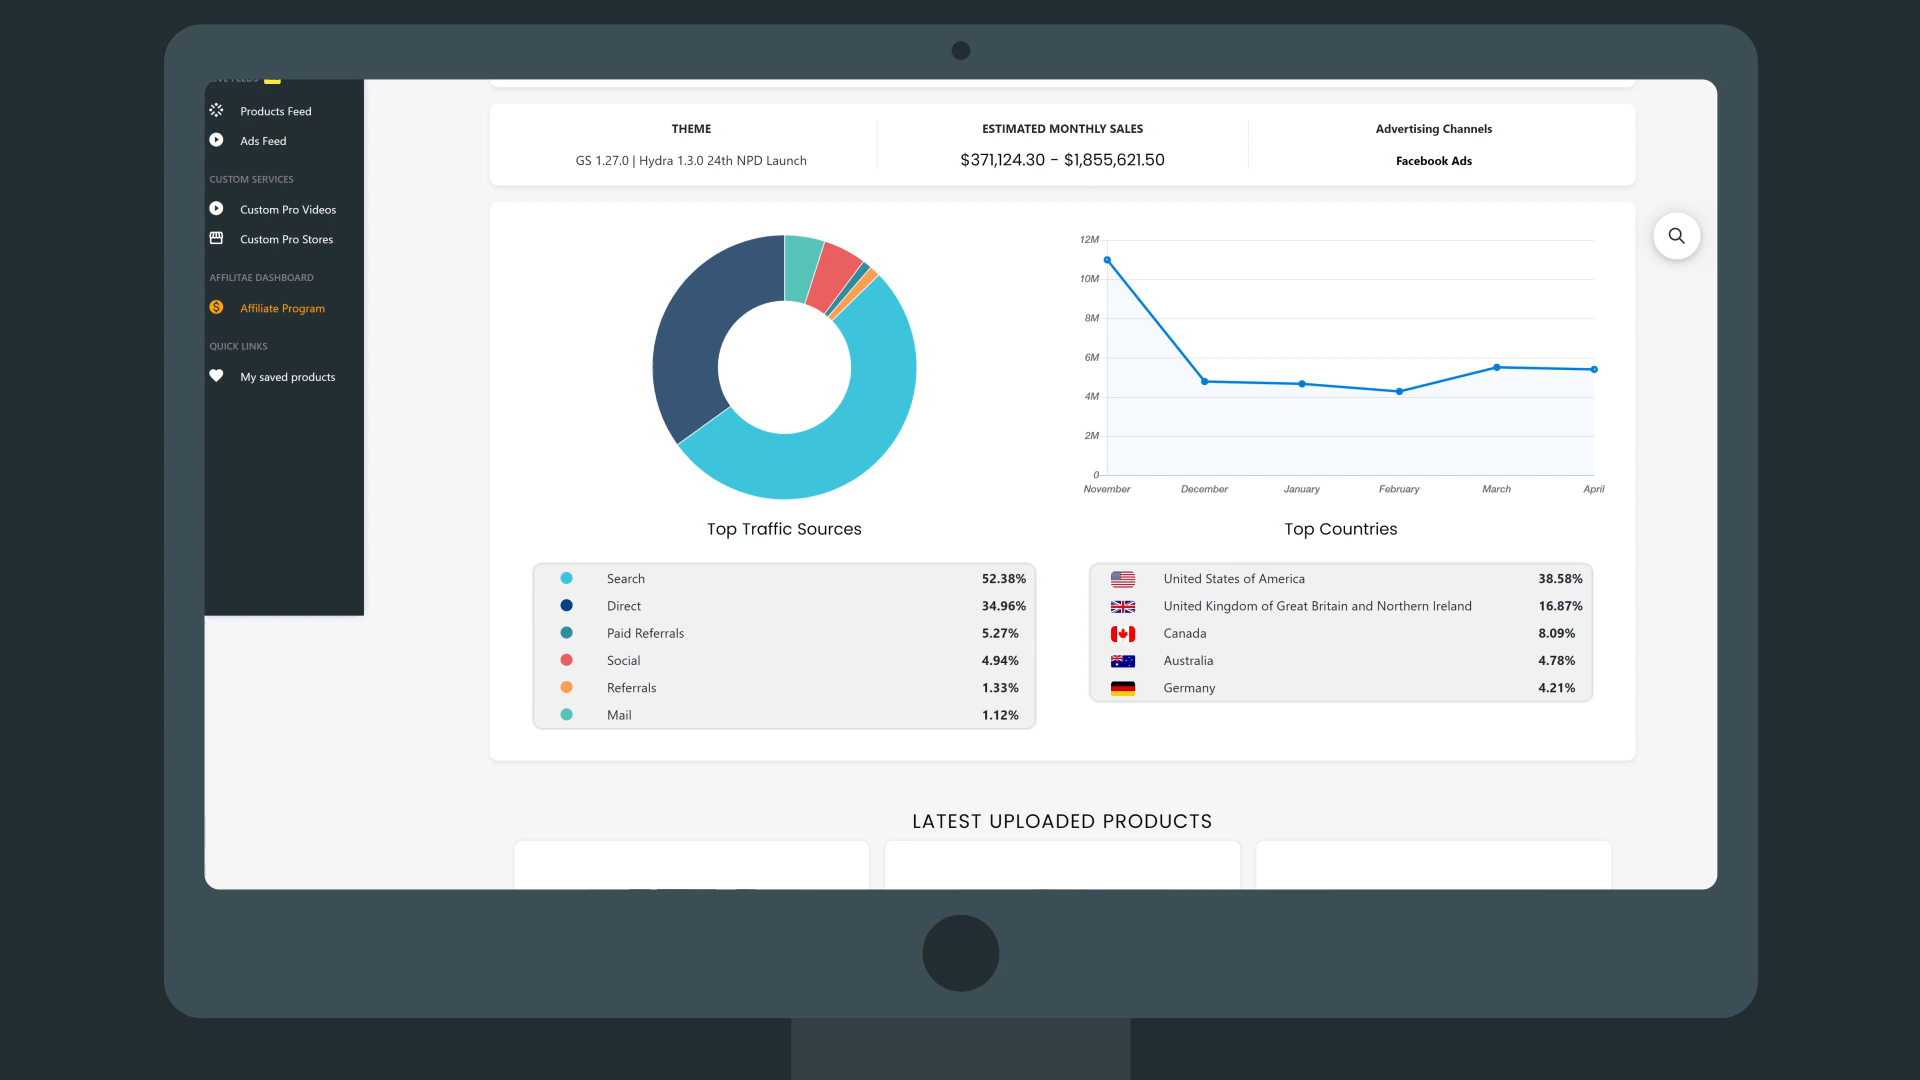 Products Feed
Ads Feed
CUSTOM SERVICES
Custom Pro Videos
Custom Pro Stores
AFFILITAE DASHBOARD
Affiliate Program
QUICK LINKS
My saved products
THEME
GS 1.27.0 | Hydra 1.3.0 24th NPD Launch
ESTIMATED MONTHLY SALES
$371,124.30 - $1,855,621.50
Advertising Channels
Facebook Ads
12M
10M
8M
6M
4M
2M
0
November December January February March April
Top Traffic Sources
Search 52.38%
Direct 34.96%
Paid Referrals 5.27%
Social 4.94%
Referrals 1.33%
Mail 1.12%
Top Countries
United States of America 38.58%
United Kingdom of Great Britain and Northern Ireland 16.87%
Canada 8.09%
Australia 4.78%
Germany 4.21%
LATEST UPLOADED PRODUCTS